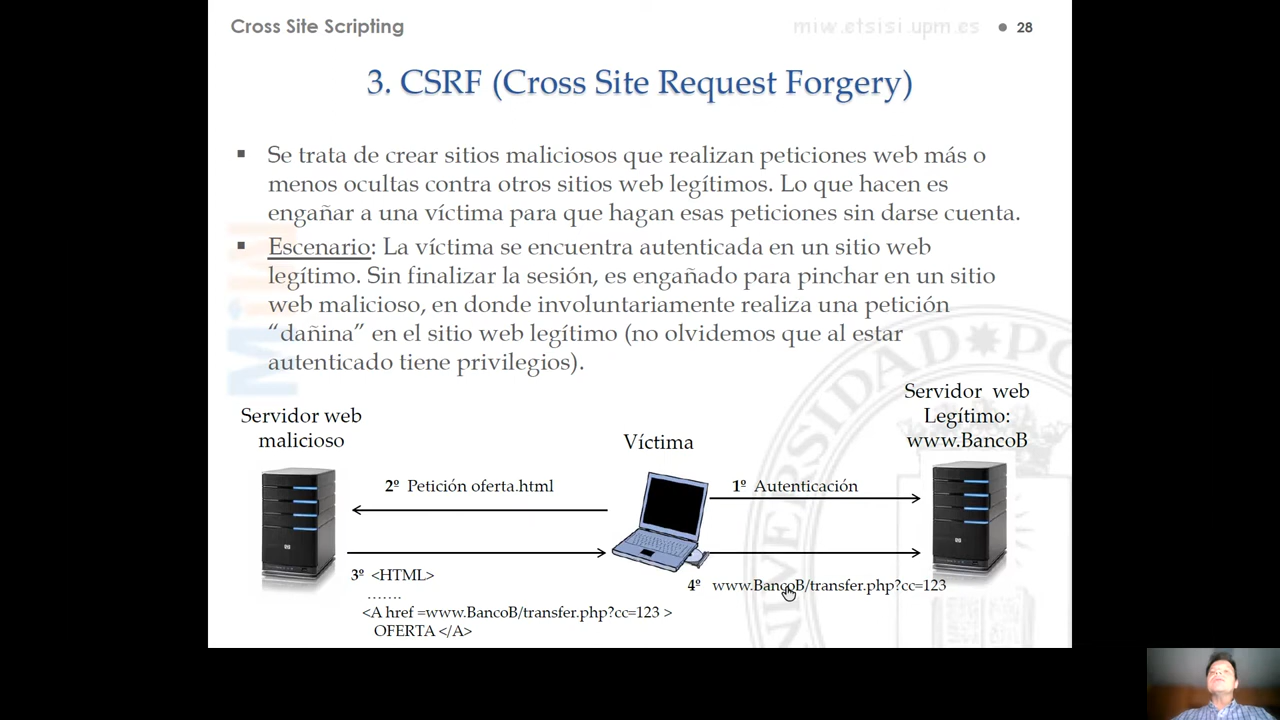 Cross Site Scripting
miw.etsisi.upm.es
28
3. CSRF (Cross Site Request Forgery)
▪ Se trata de crear sitios maliciosos que realizan peticiones web más o
menos ocultas contra otros sitios web legítimos. Lo que hacen es
engañar a una víctima para que hagan esas peticiones sin darse cuenta.
▪ Escenario: La víctima se encuentra autenticada en un sitio web
legítimo. Sin finalizar la sesión, es engañado para pinchar en un sitio
web malicioso, en donde involuntariamente realiza una petición
“dañina” en el sitio web legítimo (no olvidemos que al estar
autenticado tiene privilegios).
Servidor web
malicioso
Víctima
Servidor web
Legítimo:
www.BancoB
2º Petición oferta.html
1º Autenticación
3º <HTML>
…….
<A href =www.BancoB/transfer.php?cc=123 >
OFERTA </A>
4º www.BancoB/transfer.php?cc=123
MiW
UNIVERSIDAD PO